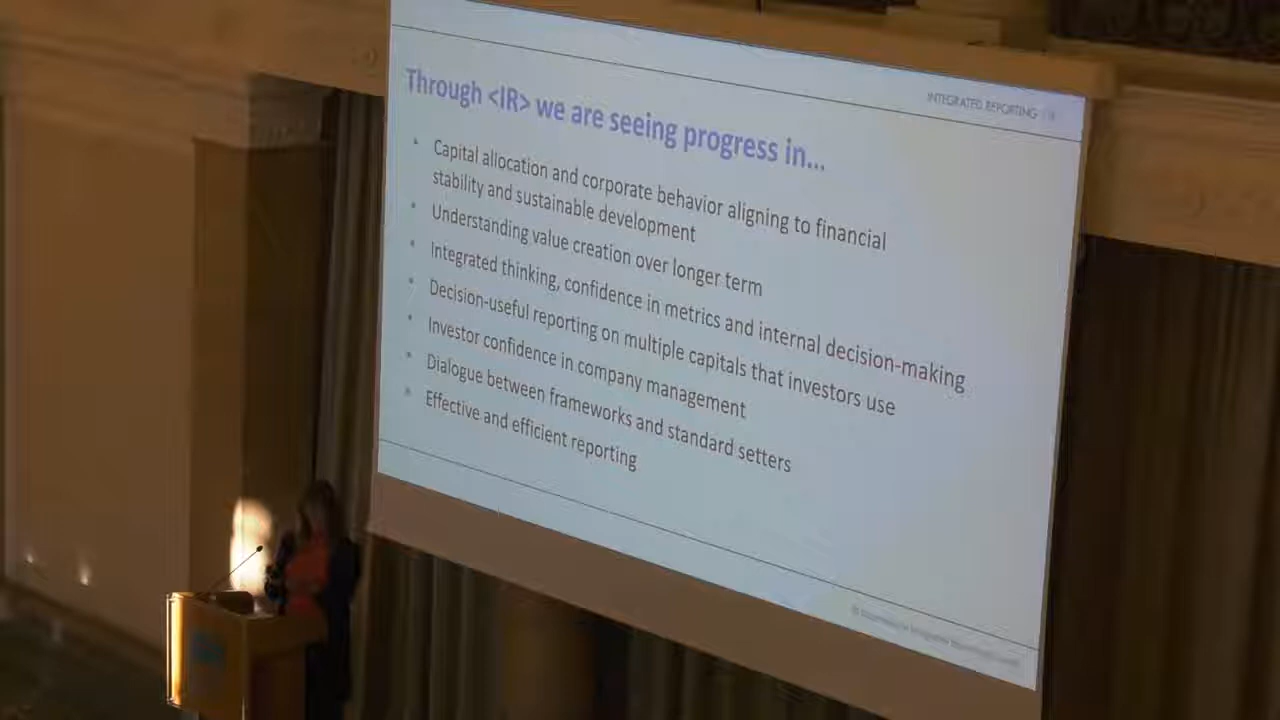 INTEGRATED REPORTING
Through <IR> we are seeing progress in...
• Capital allocation and corporate behavior aligning to financial
stability and sustainable development
• Understanding value creation over longer term
• Integrated thinking, confidence in metrics and internal decision-making
• Decision-useful reporting on multiple capitals that investors use
• Investor confidence in company management
• Dialogue between frameworks and standard setters
• Effective and efficient reporting